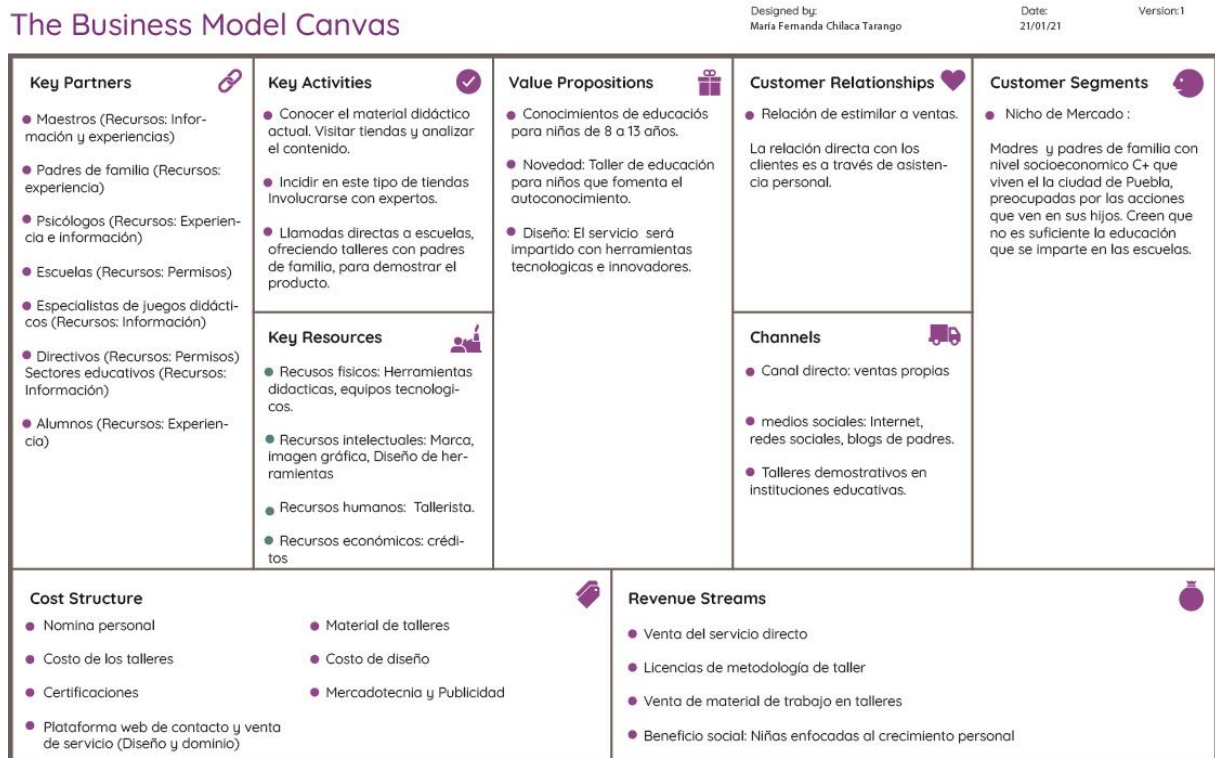 The Business Model Canvas
Designed by:
María Fernanda Chilaca Tarango
Date:
21/01/21
Version:1
Key Partners
Maestros (Recursos: Infor-
mación y experiencias)
Padres de familia (Recursos:
experiencia)
Psicólogos (Recursos: Experien-
cia e información)
Escuelas (Recursos: Permisos)
Especialistas de juegos didácti-
cos (Recursos: Información)
Directivos (Recursos: Permisos)
Sectores educativos (Recursos:
Información)
Alumnos (Recursos: Experien-
cia)
Key Activities
Conocer el material didáctico
actual. Visitar tiendas y analizar
el contenido.
Incidir en este tipo de tiendas
Involucrarse con expertos.
Llamadas directas a escuelas,
ofreciendo talleres con padres
de familia, para demostrar el
producto.
Key Resources
Recusos fisicos: Herramientas
didacticas, equipos tecnologi-
cos.
Recursos intelectuales: Marca,
imagen gráfica, Diseño de her-
ramientas
Recursos humanos: Tallerista.
Recursos económicos: crédi-
tos
Value Propositions
Conocimientos de educaciós
para niñas de 8 a 13 años.
Novedad: Taller de educación
para niños que fomenta el
autoconocimiento.
Diseño: El servicio será
impartido con herramientas
tecnologicas e innovadores.
Customer Relationships
Relación de estimilar a ventas.
La relación directa con los
clientes es a través de asisten-
cia personal.
Channels
Canal directo: ventas propias
medios sociales: Internet,
redes sociales, blogs de padres.
Talleres demostrativos en
instituciones educativas.
Customer Segments
Nicho de Mercado :
Madres y padres de familia con
nivel socioeconomico C+ que
viven el la ciudad de Puebla,
preocupadas por las acciones
que ven en sus hijos. Creen que
no es suficiente la educación
que se imparte en las escuelas.
Cost Structure
Nomina personal
Costo de los talleres
Certificaciones
Plataforma web de contacto y venta
de servicio (Diseño y dominio)
Material de talleres
Costo de diseño
Mercadotecnia y Publicidad
Revenue Streams
Venta del servicio directo
Licencias de metodología de taller
Venta de material de trabajo en talleres
Beneficio social: Niñas enfocadas al crecimiento personal